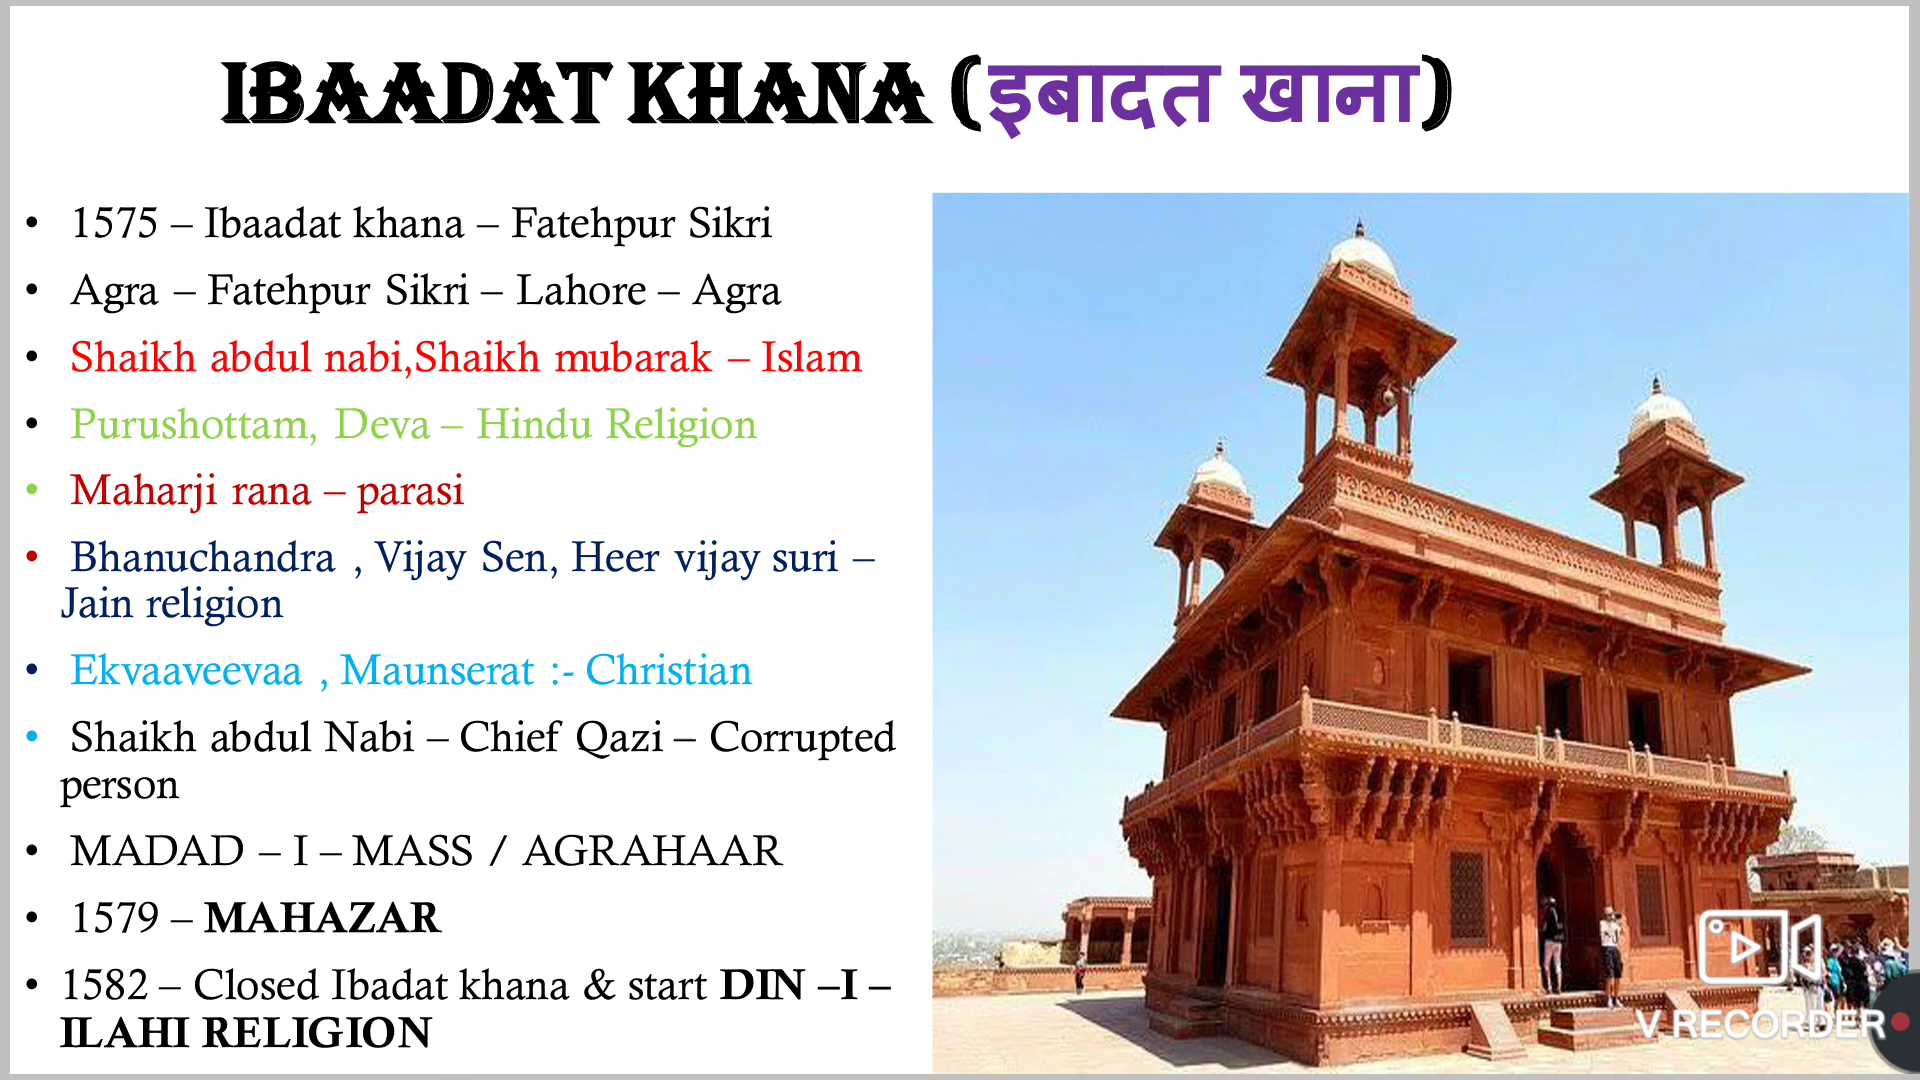 IBAADAT KHANA (इबादत खाना)
• 1575 – Ibaadat khana – Fatehpur Sikri
• Agra – Fatehpur Sikri – Lahore – Agra
• Shaikh abdul nabi,Shaikh mubarak – Islam
• Purushottam, Deva – Hindu Religion
• Maharji rana – parasi
• Bhanuchandra , Vijay Sen, Heer vijay suri –
Jain religion
• Ekvaaveevaa , Maunserat :- Christian
• Shaikh abdul Nabi – Chief Qazi – Corrupted
person
• MADAD – I – MASS / AGRAHAAR
• 1579 – MAHAZAR
• 1582 – Closed Ibadat khana & start DIN –I –
ILAHI RELIGION
V RECORDER